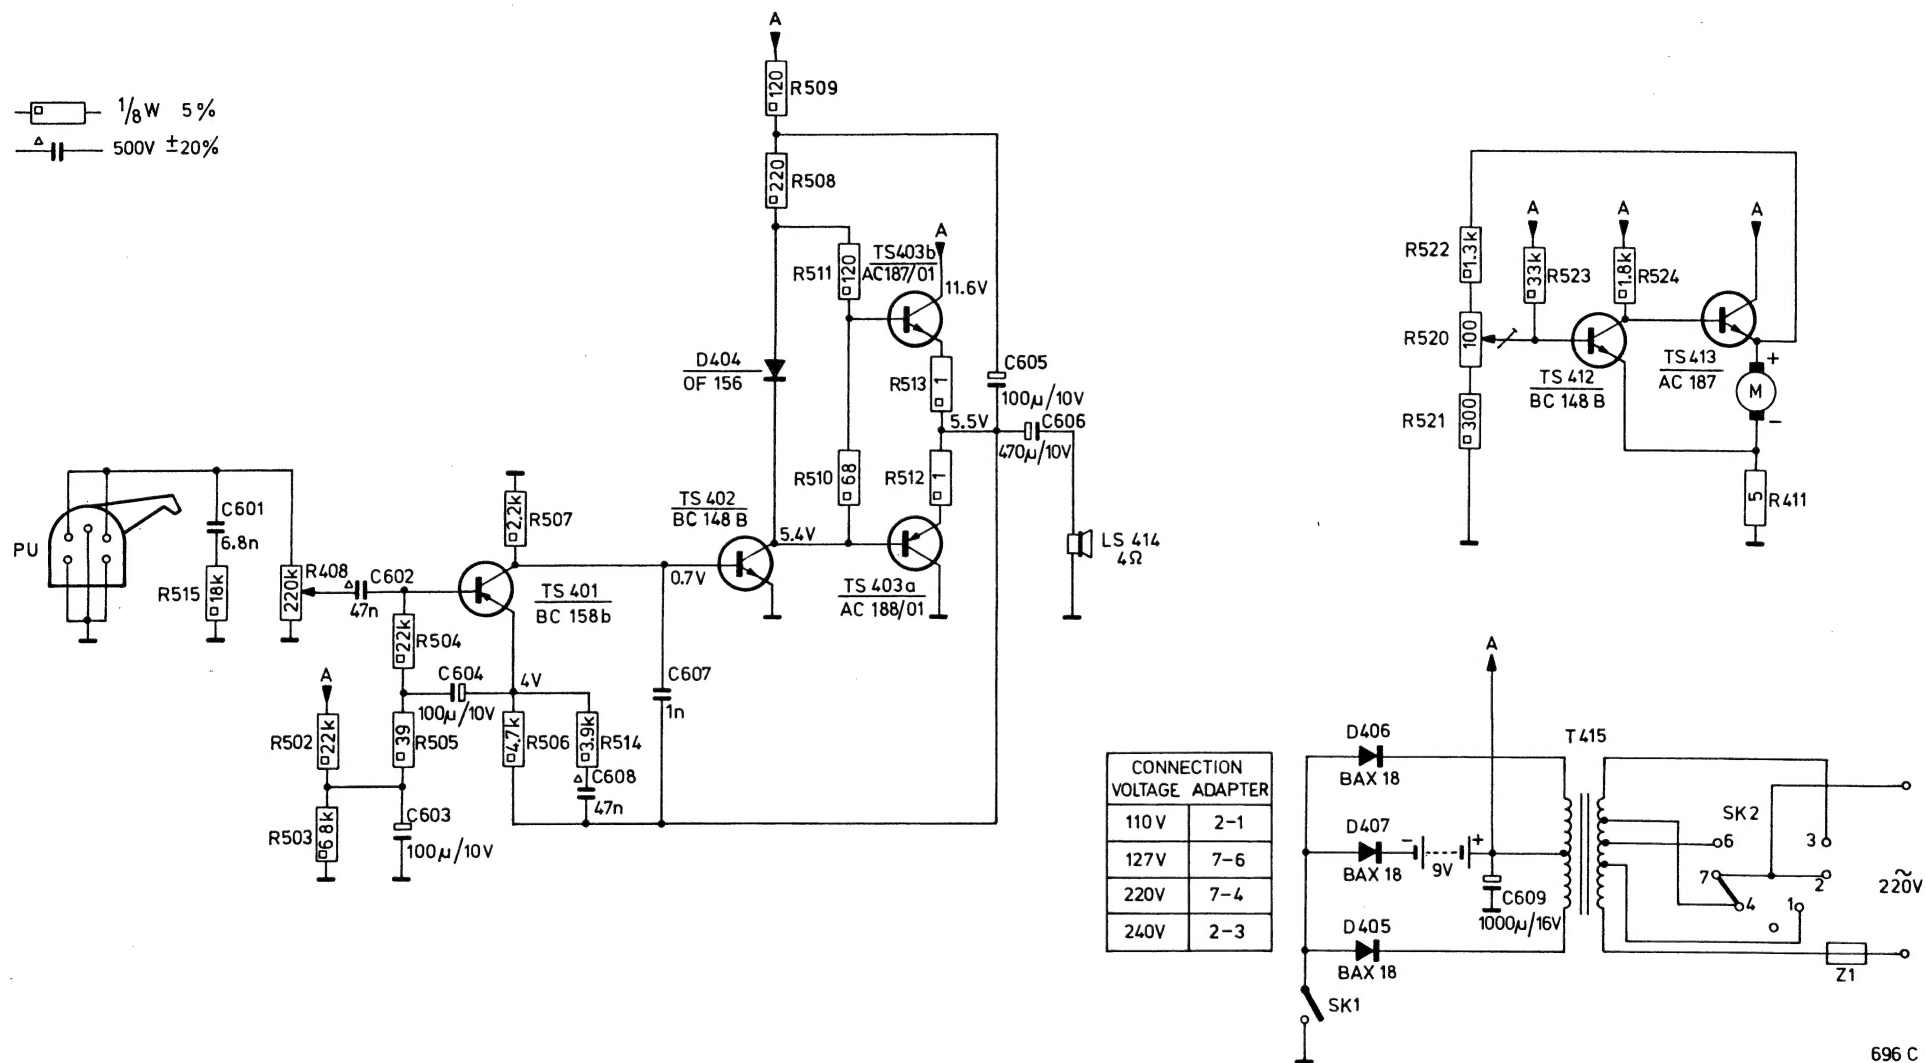 1/8W 5%
500V ±20%
A
120
R509
220
R508
R511
120
TS403b
AC187/01
A
11.6V
D404
OF 156
R513
1
C605
100µ/10V
5.5V
C606
470µ/10V
R510
68
R512
1
TS 402
BC 148 B
5.4V
0.7V
TS 403a
AC 188/01
LS 414
4Ω
PU
C601
6.8n
R515
18k
220k
R408
C602
47n
2.2k
R507
TS 401
BC 158b
22k
R504
C604
100µ/10V
4V
C607
1n
A
R502
22k
39
R505
4.7k
R506
3.9k
R514
C608
47n
R503
6.8k
C603
100µ/10V
R522
1.3k
A
33k
R523
A
1.8k
R524
A
R520
100
TS 412
BC 148 B
TS 413
AC 187
+
M
-
R521
300
5
R411
CONNECTION
VOLTAGE ADAPTER
110 V 2-1
127V 7-6
220V 7-4
240V 2-3
A
D406
BAX 18
T415
D407
BAX 18
- +
9V
C609
1000µ/16V
D405
BAX 18
SK1
SK2
6
3
7
2
4
1
~
220V
Z1
696 C